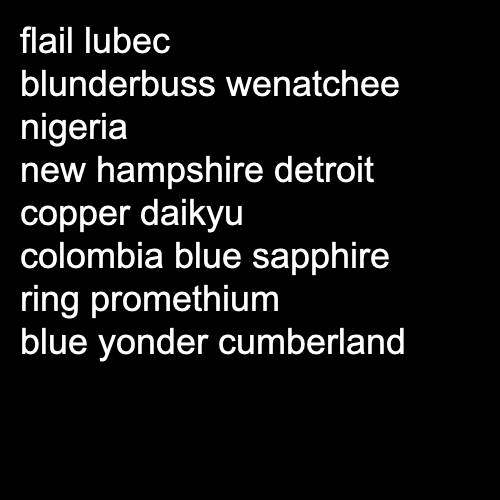 flail lubec
blunderbuss wenatchee
nigeria
new hampshire detroit
copper daikyu
colombia blue sapphire
ring promethium
blue yonder cumberland